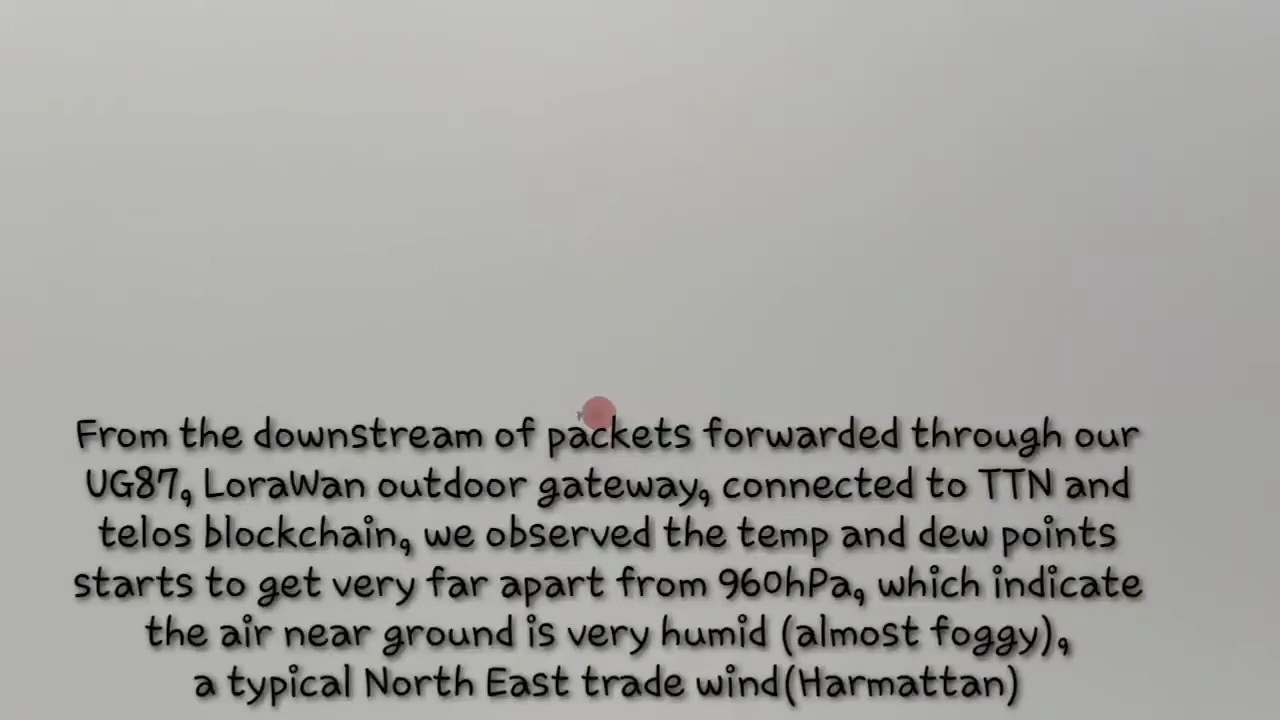 From the downstream of packets forwarded through our
UG87, LoraWan outdoor gateway, connected to TTN and
telos blockchain, we observed the temp and dew points
starts to get very far apart from 960hPa, which indicate
the air near ground is very humid (almost foggy),
a typical North East trade wind(Harmattan)